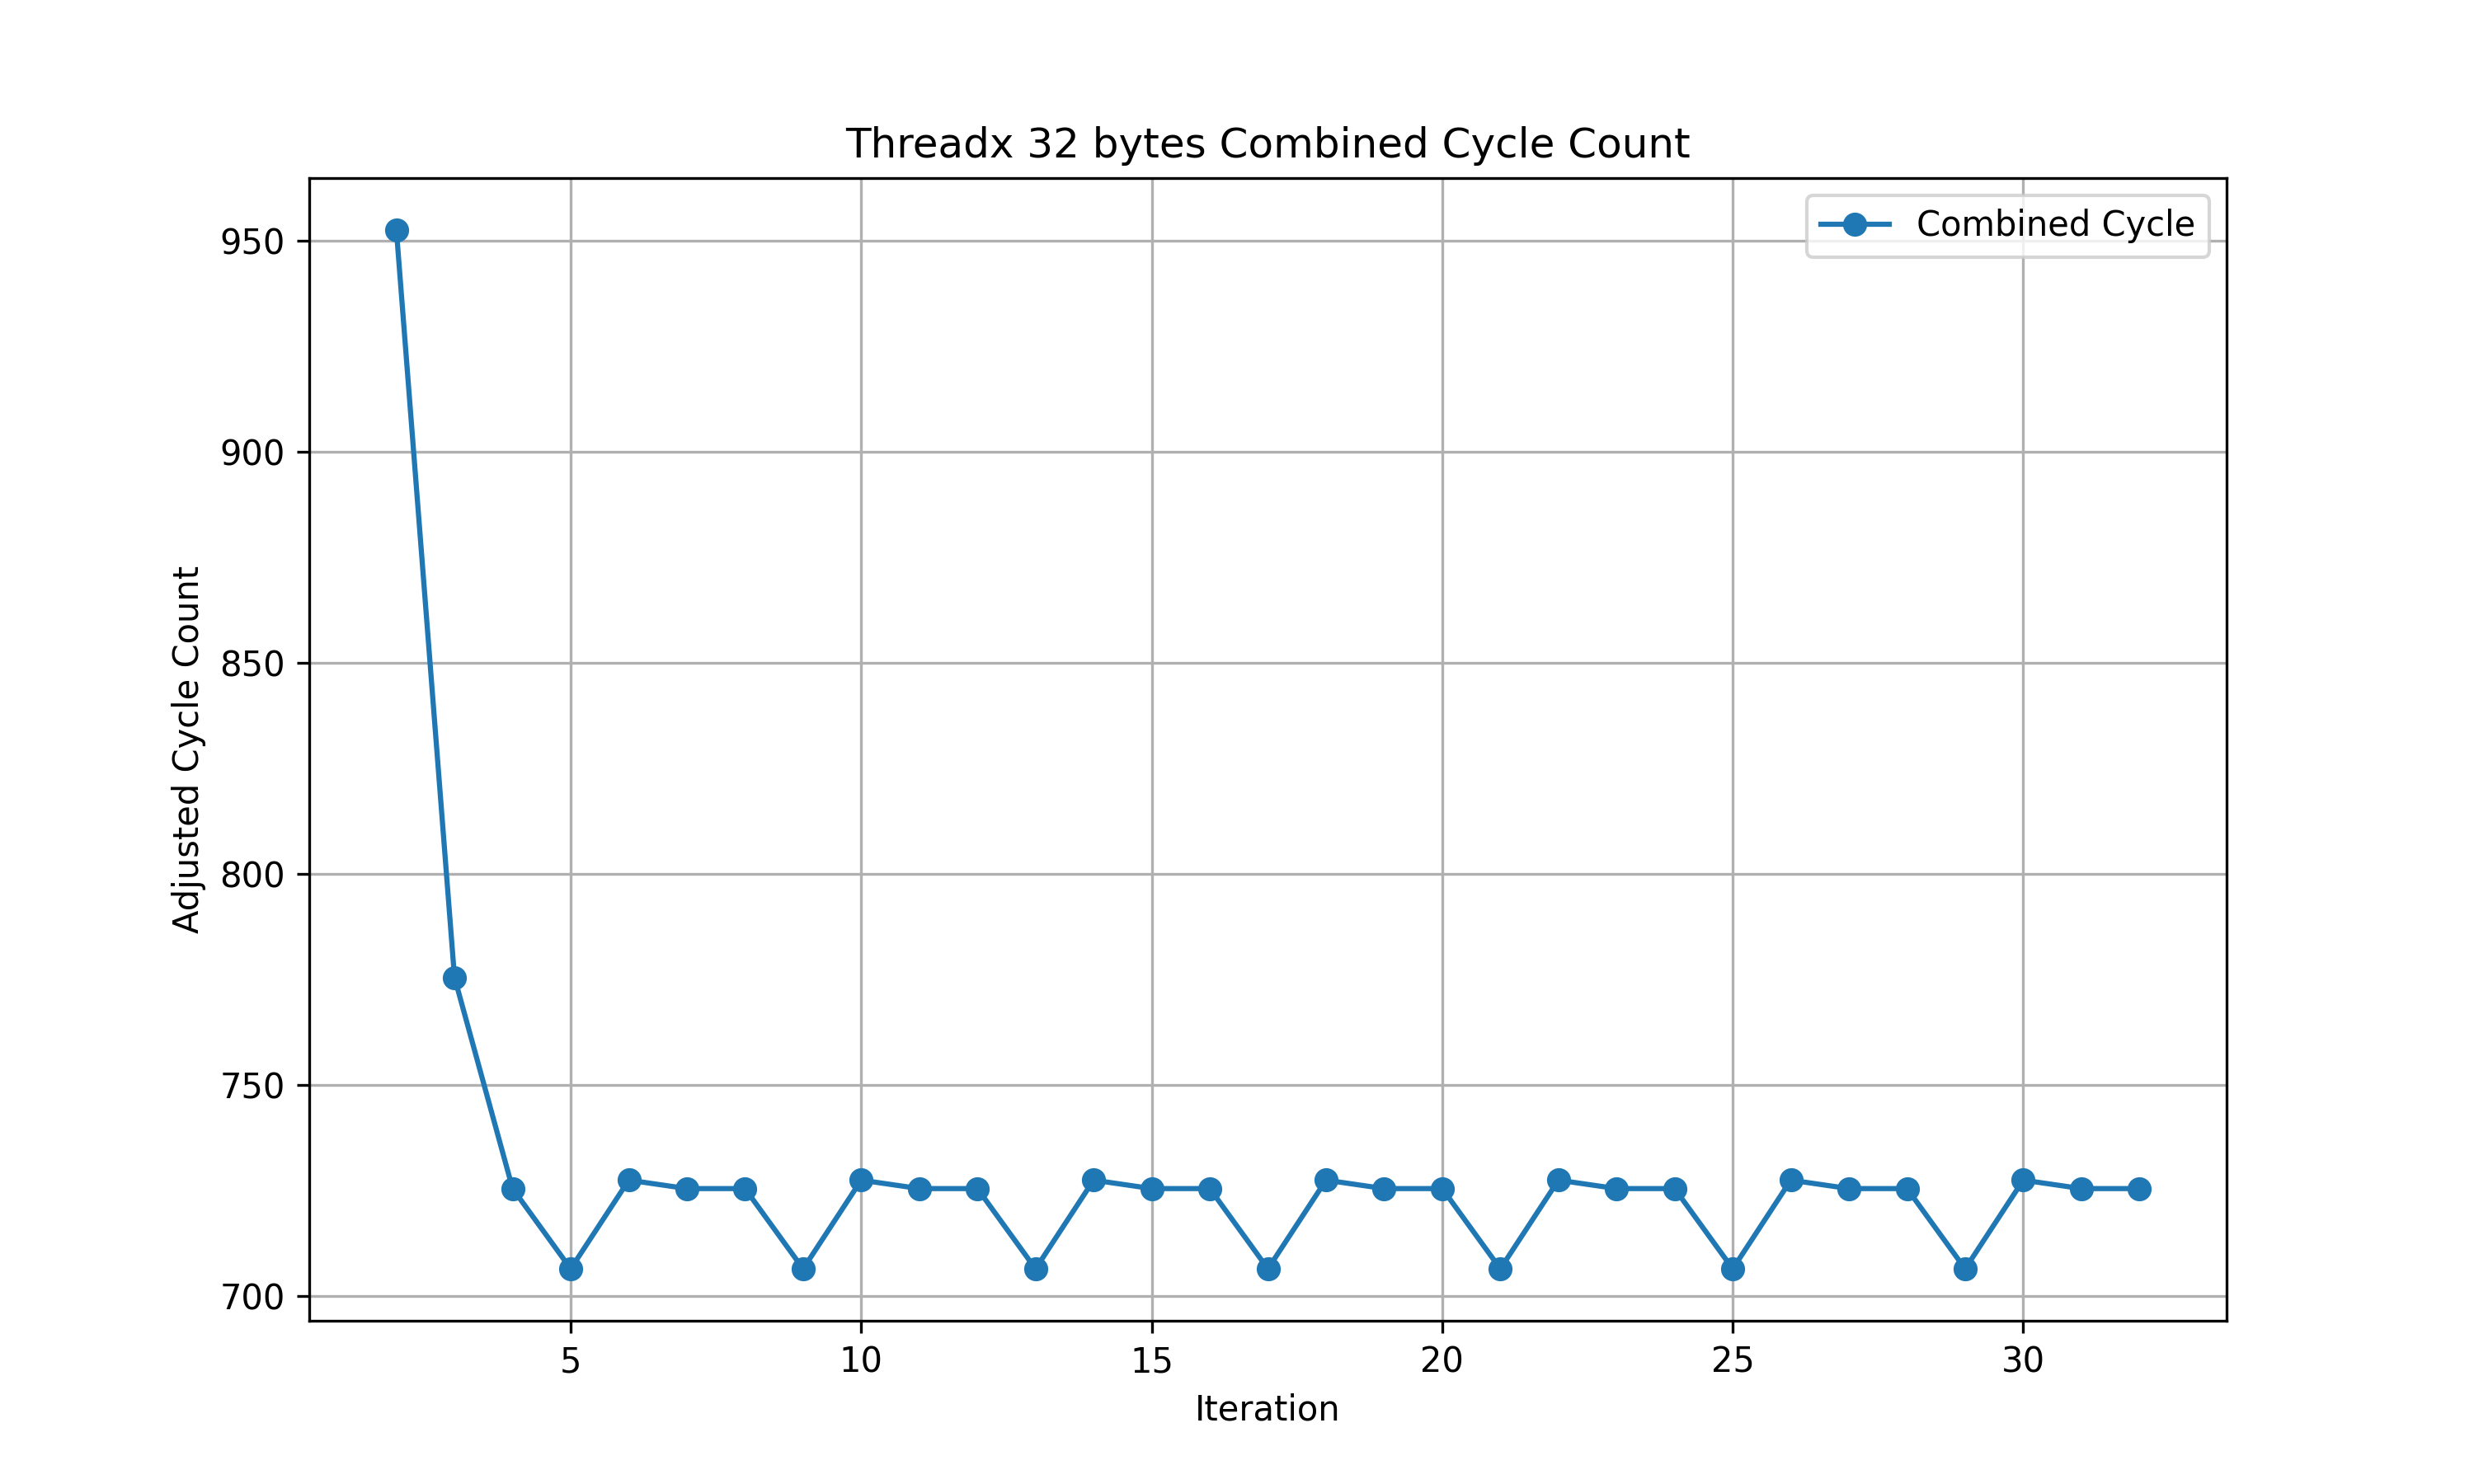 Threadx 32 bytes Combined Cycle Count
Combined Cycle
Adjusted Cycle Count
950
900
850
800
750
700
5 10 15 20 25 30
Iteration